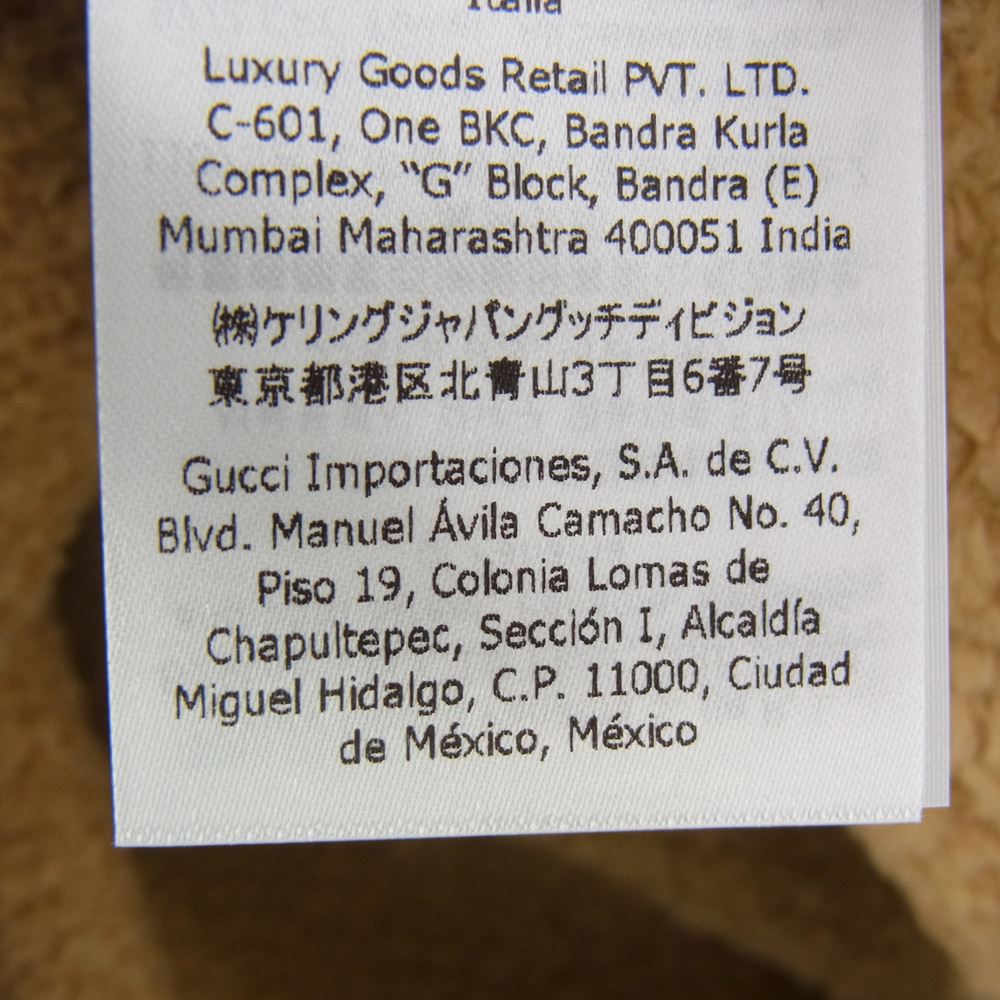 Italia
Luxury Goods Retail PVT. LTD.
C-601, One BKC, Bandra Kurla
Complex, “G” Block, Bandra (E)
Mumbai Maharashtra 400051 India
(株)ケリングジャパングッチディビジョン
東京都港区北青山3丁目6番7号
Gucci Importaciones, S.A. de C.V.
Blvd. Manuel Ávila Camacho No. 40,
Piso 19, Colonia Lomas de
Chapultepec, Sección I, Alcaldía
Miguel Hidalgo, C.P. 11000, Ciudad
de México, México